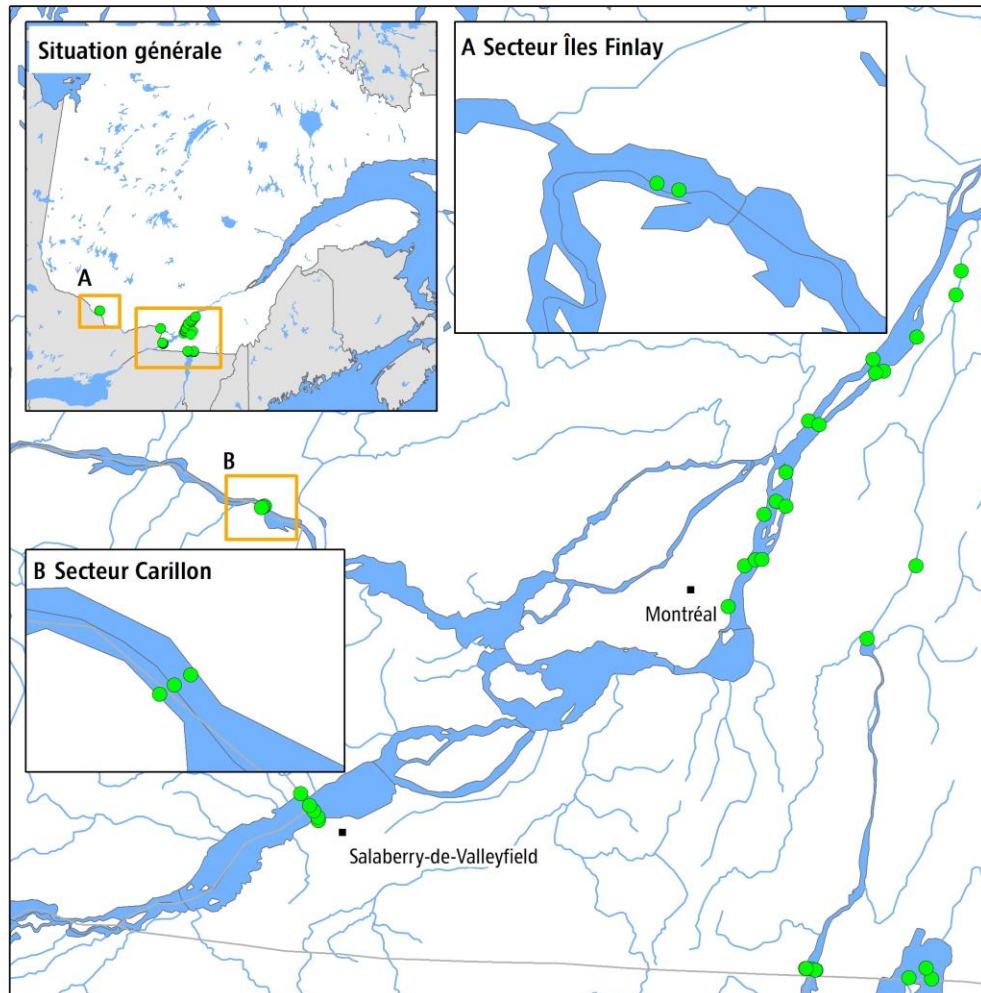 Situation générale
A Secteur Îles Finlay
A
B
B Secteur Carillon
Montréal
Salaberry-de-Valleyfield